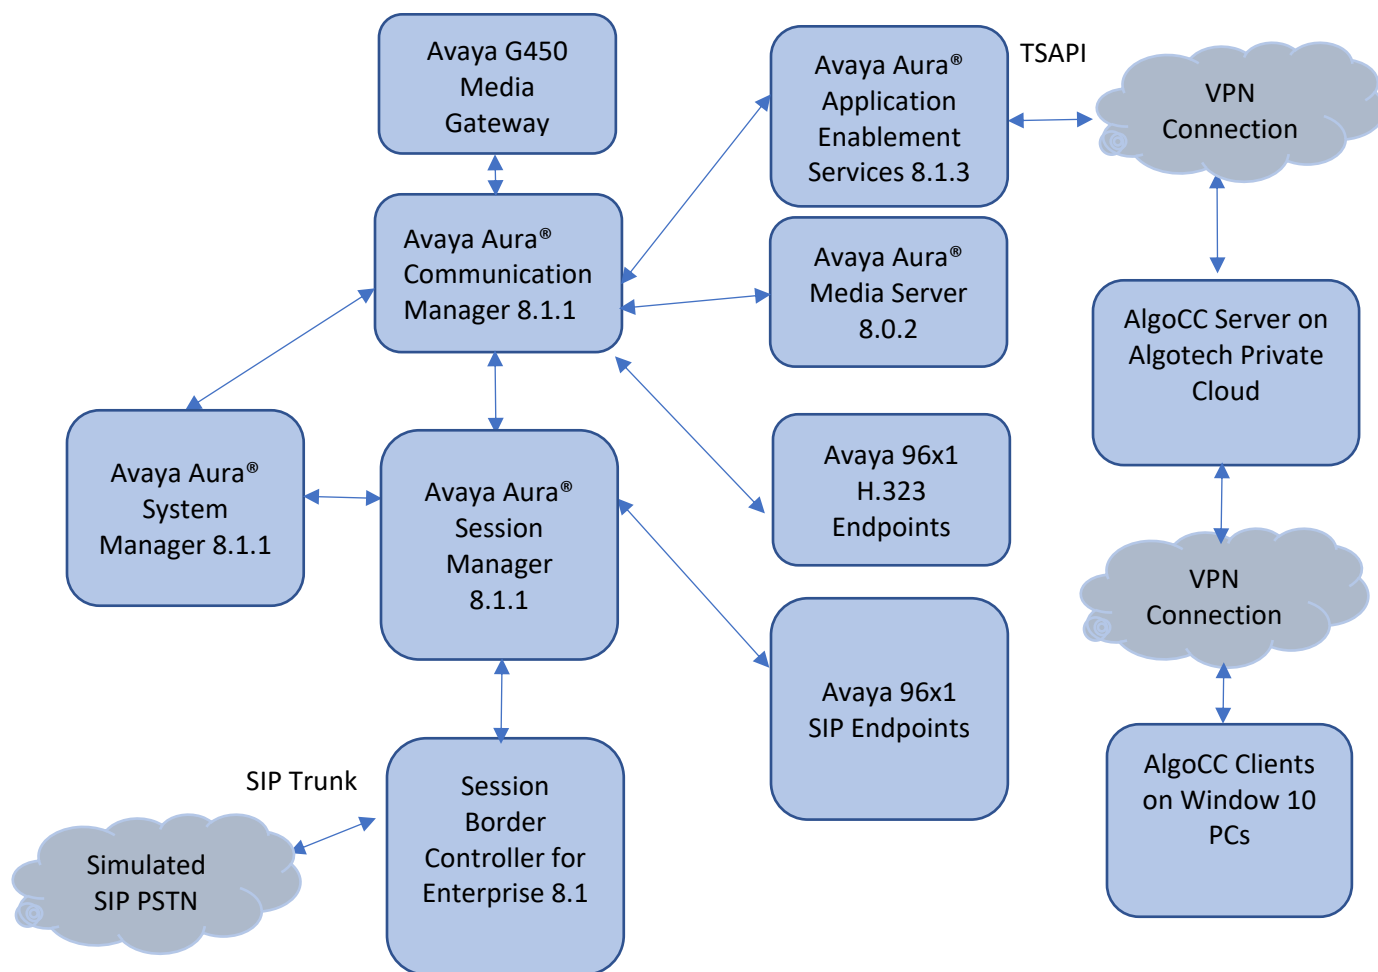 Avaya G450
Media
Gateway
Avaya Aura®
Application
Enablement
Services 8.1.3
TSAPI
VPN
Connection
Avaya Aura®
Communication
Manager 8.1.1
Avaya Aura®
Media Server
8.0.2
AlgoCC Server on
Algotech Private
Cloud
Avaya Aura®
System
Manager 8.1.1
Avaya Aura®
Session
Manager
8.1.1
Avaya 96x1
H.323
Endpoints
VPN
Connection
Avaya 96x1
SIP Endpoints
AlgoCC Clients
on Window 10
PCs
SIP Trunk
Session
Border
Controller for
Enterprise 8.1
Simulated
SIP PSTN